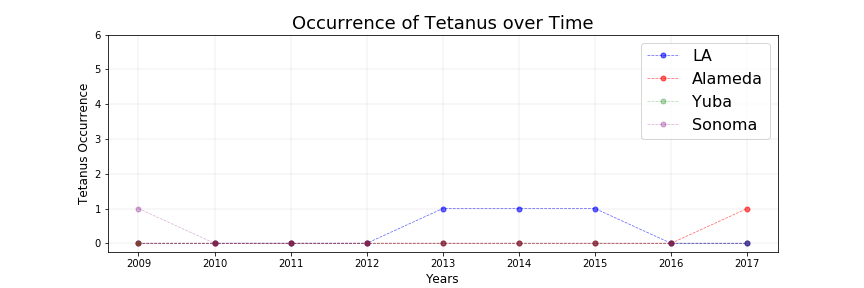 Occurrence of Tetanus over Time
6
5
4
3
2
1
0
Tetanus Occurrence
LA
Alameda
Yuba
Sonoma
2009 2010 2011 2012 2013 2014 2015 2016 2017
Years